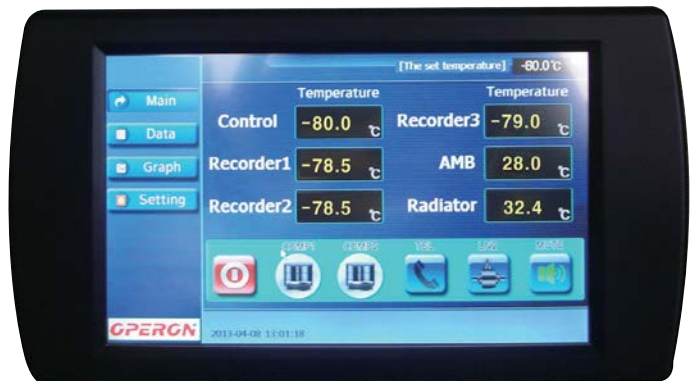 [The set temperature] -80.0℃
Temperature Temperature
Main
Control -80.0 ℃ Recorder3 -79.0 ℃
Data
Graph
Recorder1 -78.5 ℃ AMB 28.0 ℃
Setting
Recorder2 -78.5 ℃ Radiator 32.4 ℃
COMP1 COMP2 TEL LN2 MUTE
OPERON 2013-04-08 13:01:18